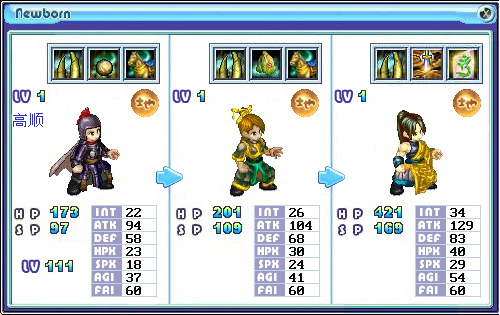 Newborn
LV 1
高顺
HP 173
SP 97
LV 111
INT 22
ATK 94
DEF 58
HPX 23
SPX 18
AGI 37
FAI 60
LV 1
HP 201
SP 109
INT 26
ATK 104
DEF 68
HPX 30
SPX 24
AGI 41
FAI 60
LV 1
HP 421
SP 169
INT 34
ATK 129
DEF 83
HPX 40
SPX 29
AGI 54
FAI 60